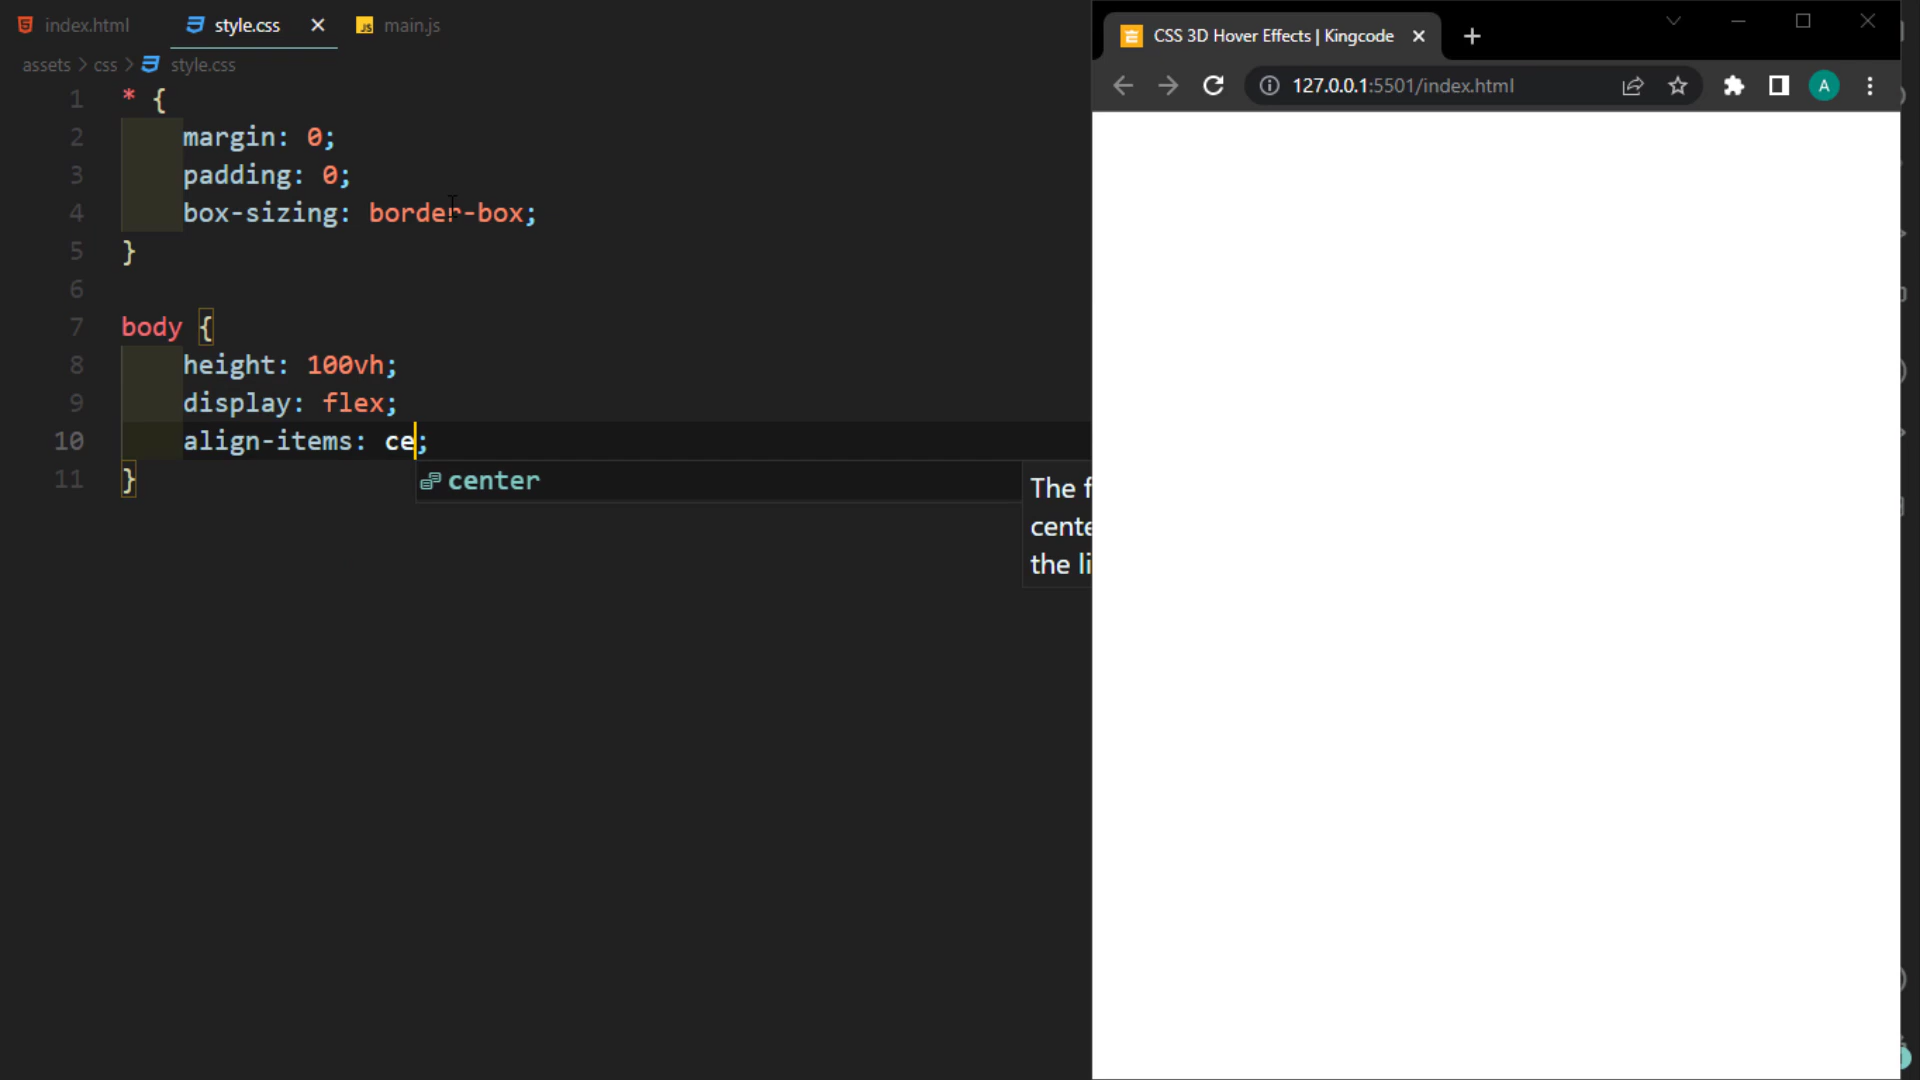 index.html style.css main.js
assets > css > style.css
1 * {
2 margin: 0;
3 padding: 0;
4 box-sizing: border-box;
5 }
6
7 body {
8 height: 100vh;
9 display: flex;
10 align-items: ce;
11 }
center
The f
cente
the li
CSS 3D Hover Effects | Kingcode
127.0.0.1:5501/index.html
A